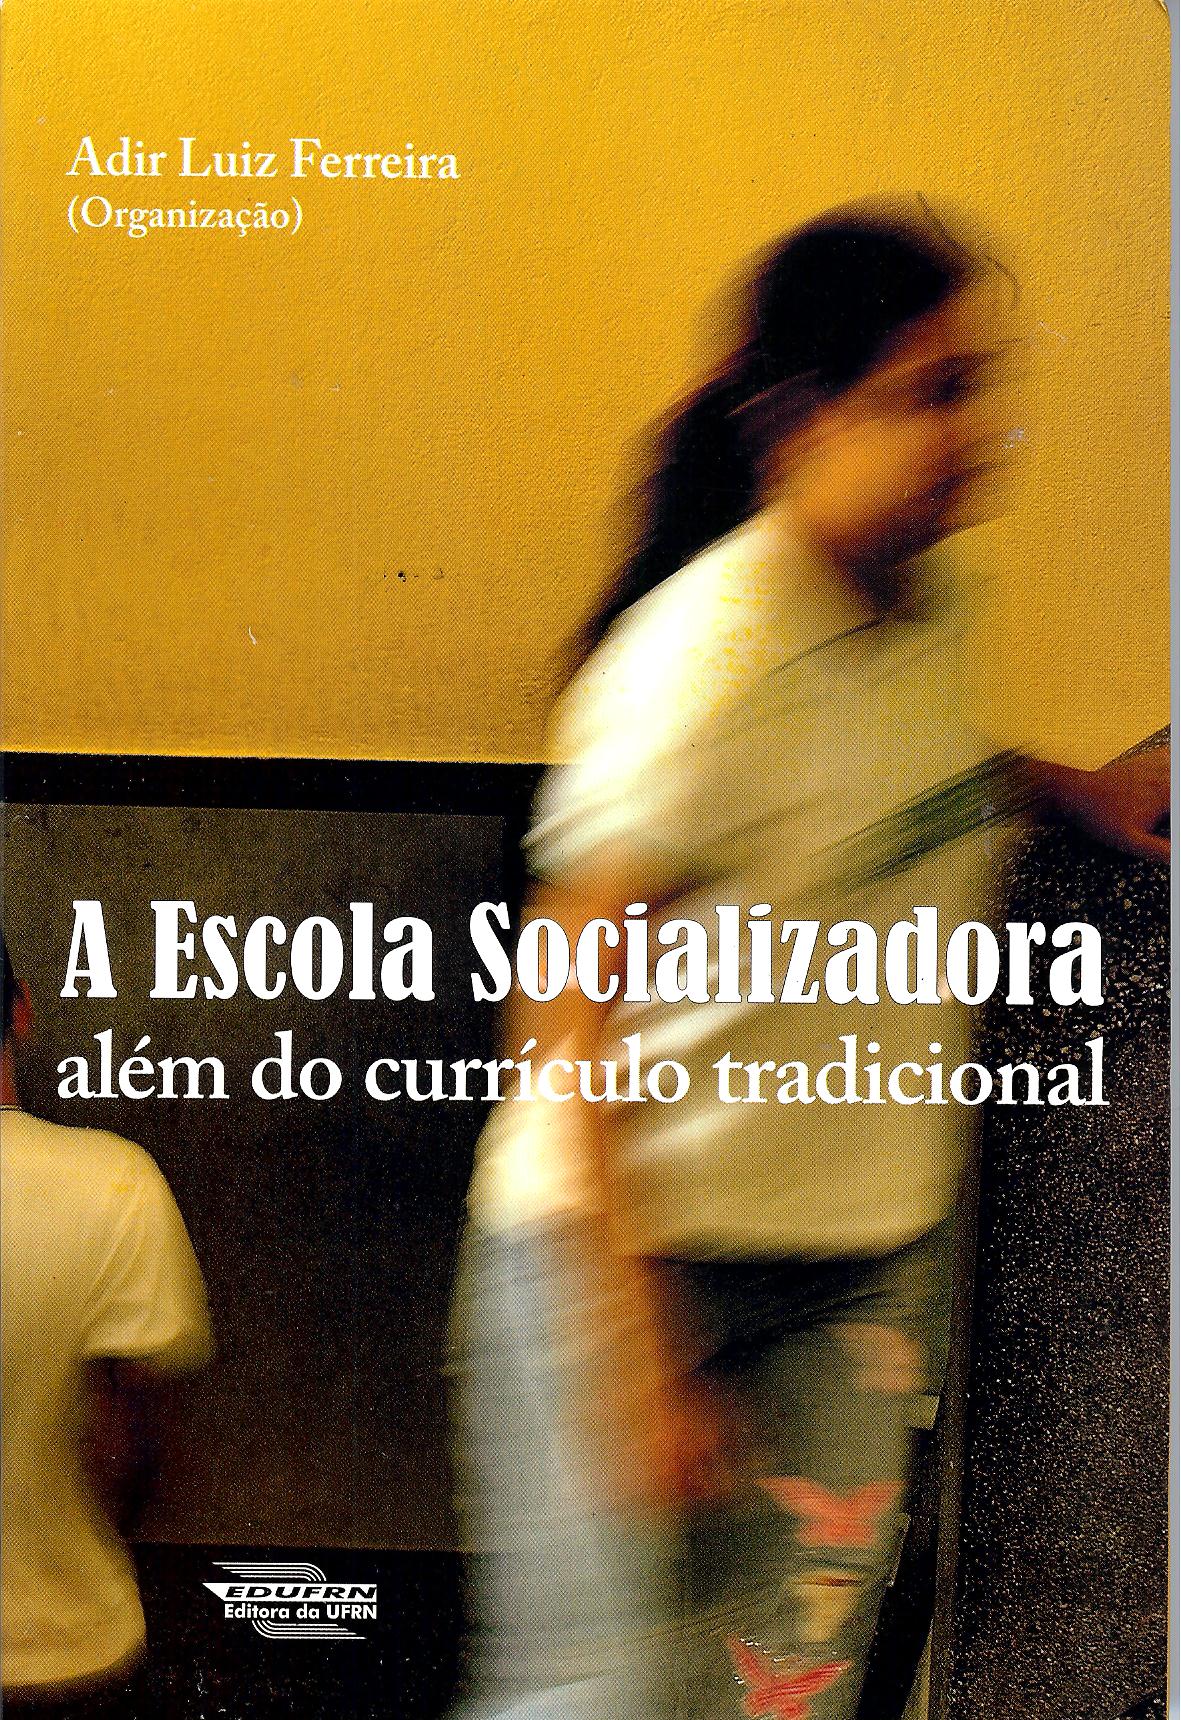 Adir Luiz Ferreira
(Organização)
A Escola Socializadora
além do currículo tradicional
EDUFRN
Editora da UFRN